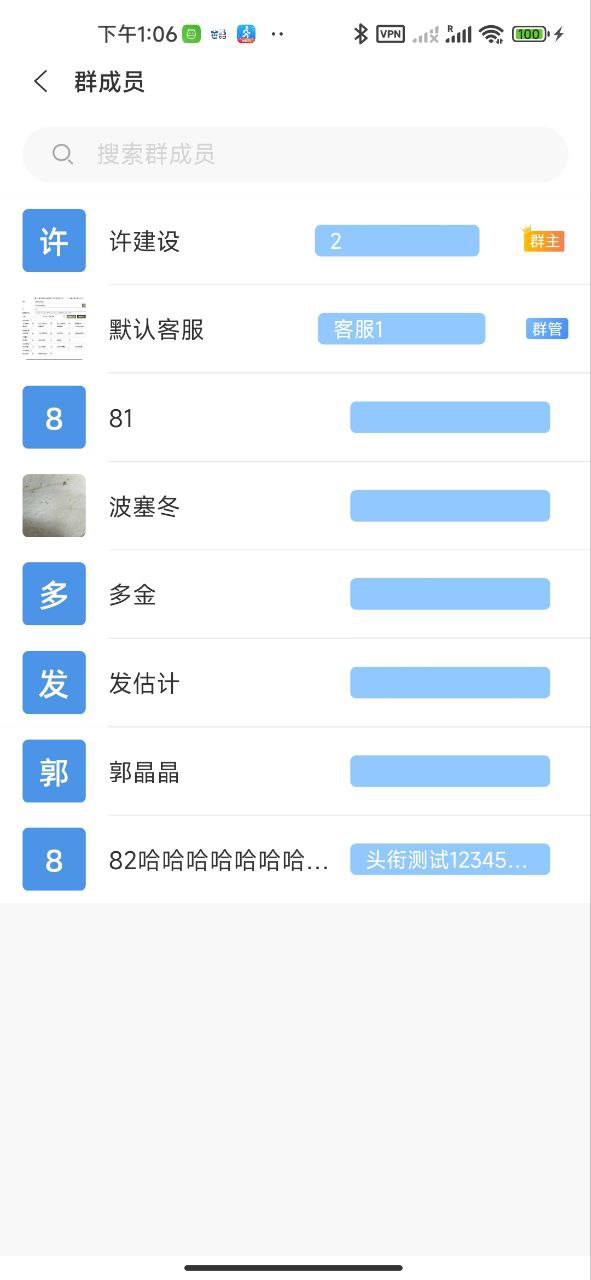 下午1:06
VPN
R
100
群成员
搜索群成员
许 许建设 2 群主
默认客服 客服1 群管
8 81
波塞冬
多 多金
发 发估计
郭 郭晶晶
8 82哈哈哈哈哈哈哈... 头衔测试12345...